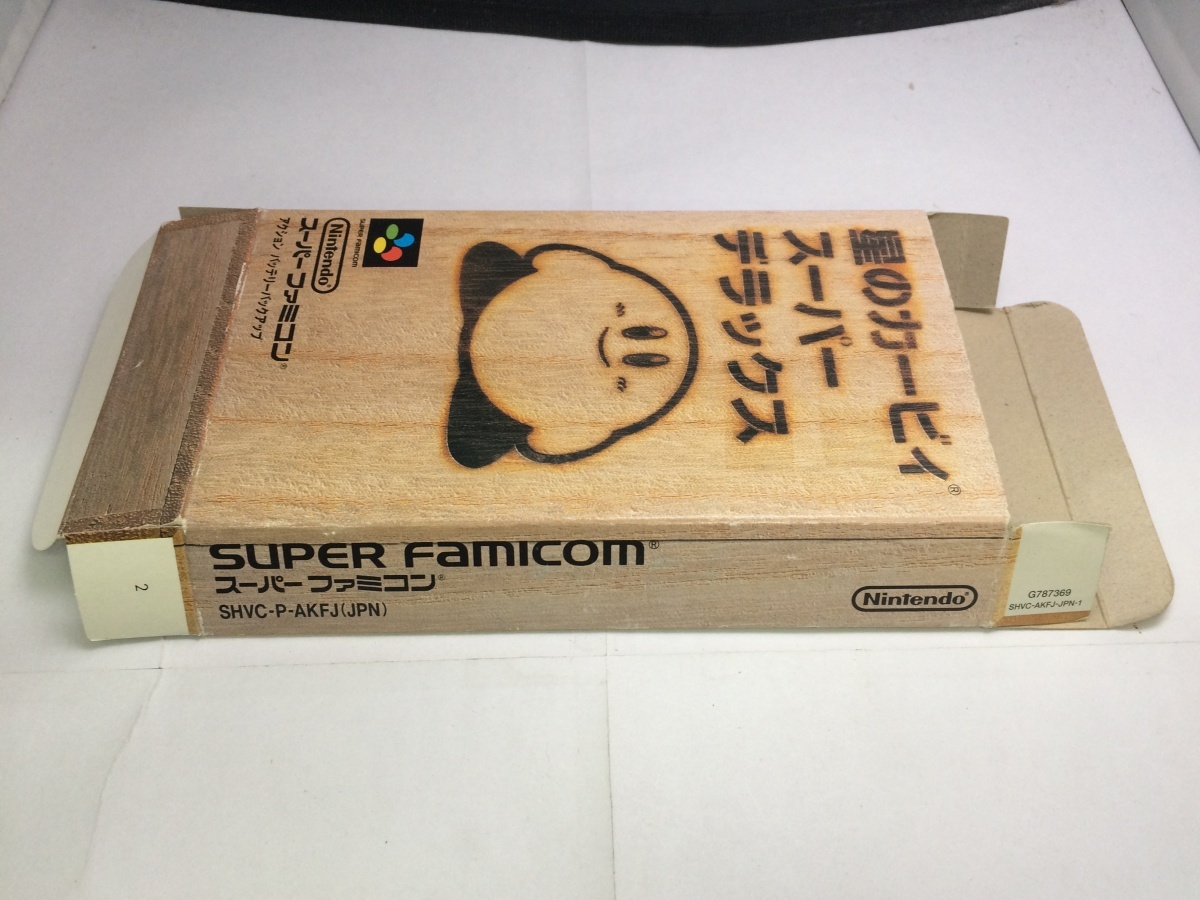 星のカービィ®
スーパー
デラックス
SUPER FAMICOM
Nintendo®
スーパーファミコン®
アクション バッテリーバックアップ
SUPER FAMICOM®
スーパーファミコン®
SHVC-P-AKFJ(JPN)
Nintendo®
2
G787369
SHVC-AKFJ-JPN-1